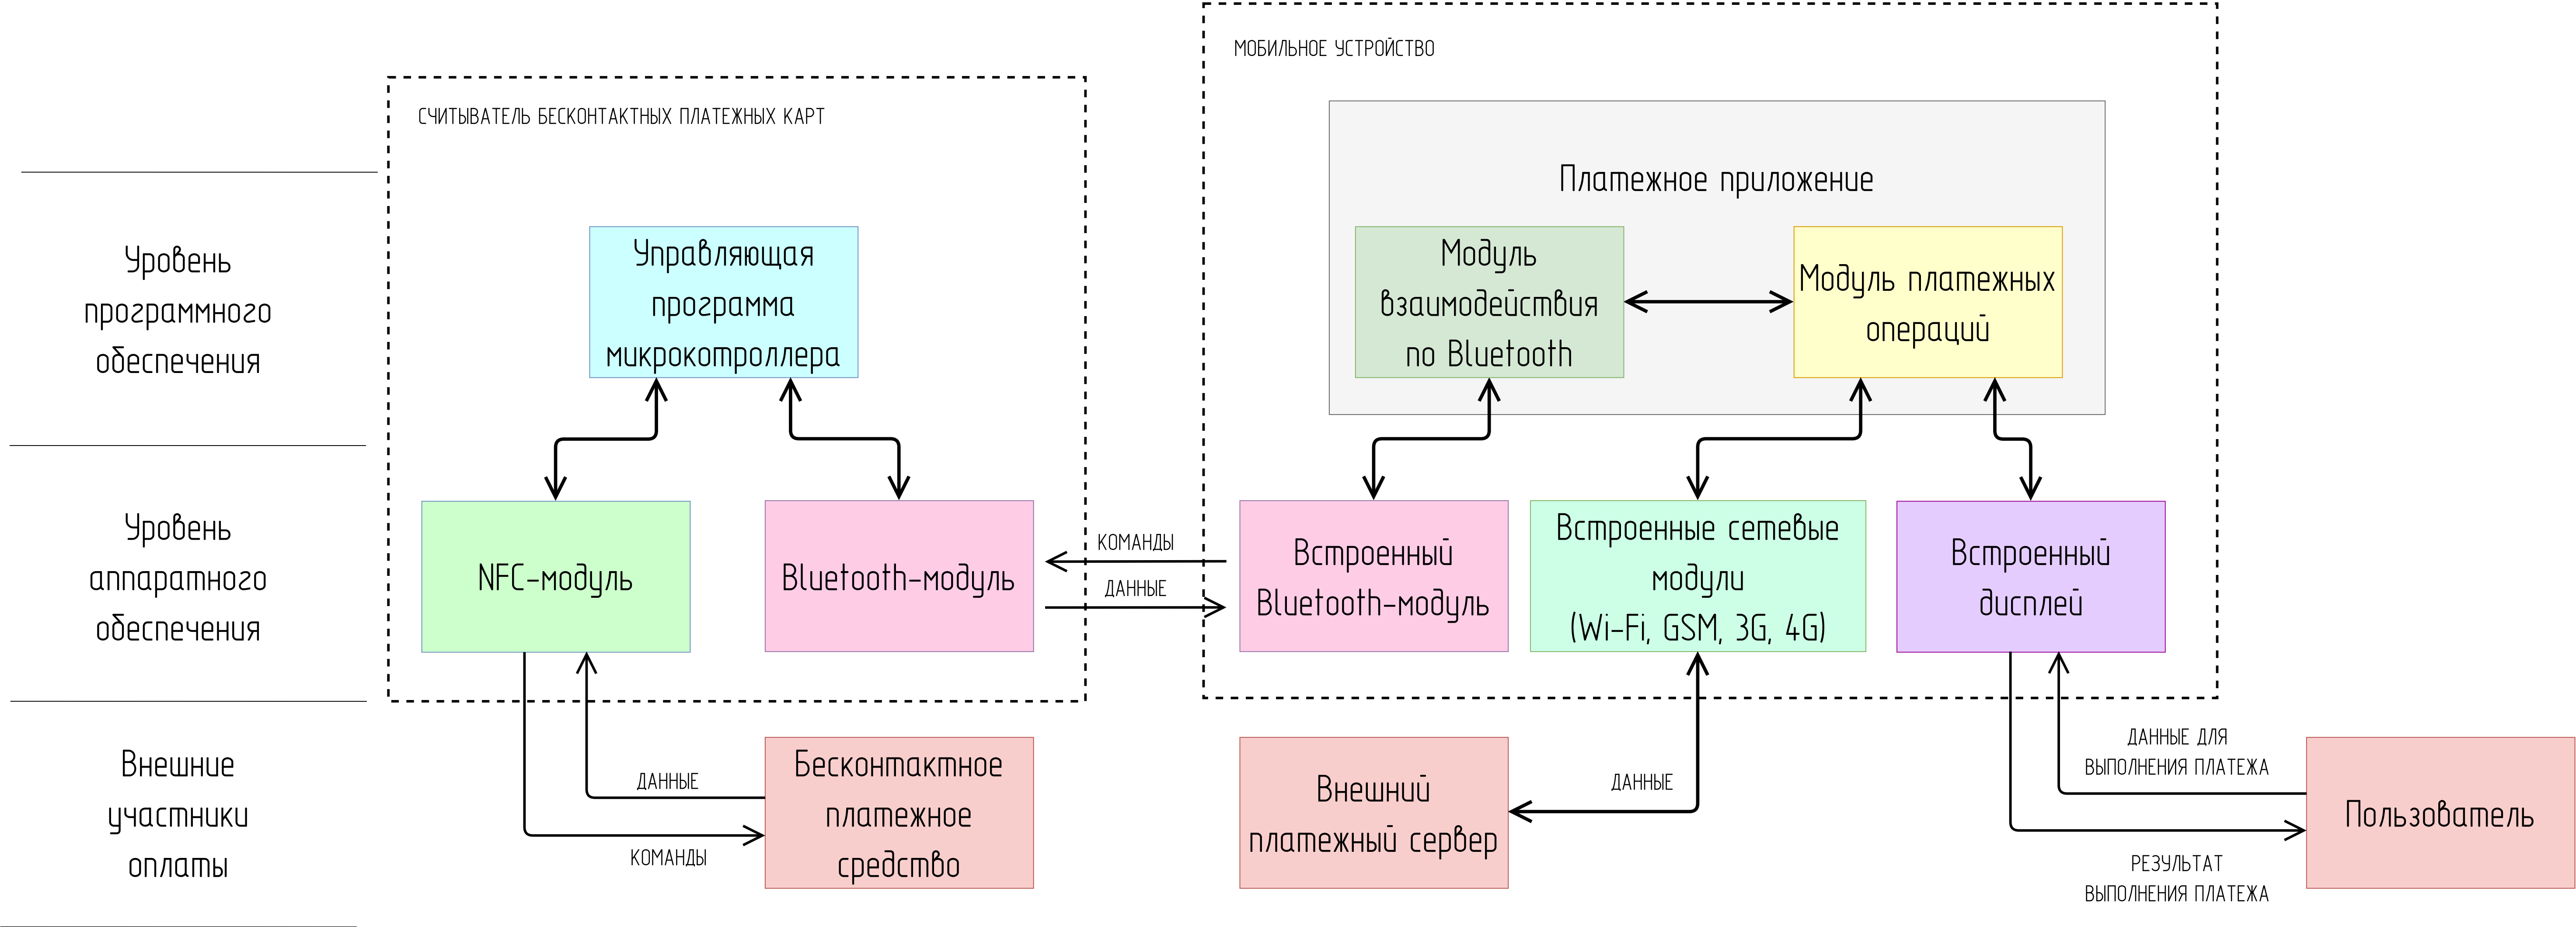 МОБИЛЬНОЕ УСТРОЙСТВО
СЧИТЫВАТЕЛЬ БЕСКОНТАКТНЫХ ПЛАТЕЖНЫХ КАРТ
Платежное приложение
Уровень
программного
обеспечения
Управляющая
программа
микрокотроллера
Модуль
взаимодействия
по Bluetooth
Модуль платежных
операций
Уровень
аппаратного
обеспечения
NFC-модуль
Bluetooth-модуль
КОМАНДЫ
ДАННЫЕ
Встроенный
Bluetooth-модуль
Встроенные сетевые
модули
(Wi-Fi, GSM, 3G, 4G)
Встроенный
дисплей
Внешние
участники
оплаты
ДАННЫЕ
КОМАНДЫ
Бесконтактное
платежное
средство
Внешний
платежный сервер
ДАННЫЕ
ДАННЫЕ ДЛЯ
ВЫПОЛНЕНИЯ ПЛАТЕЖА
РЕЗУЛЬТАТ
ВЫПОЛНЕНИЯ ПЛАТЕЖА
Пользователь